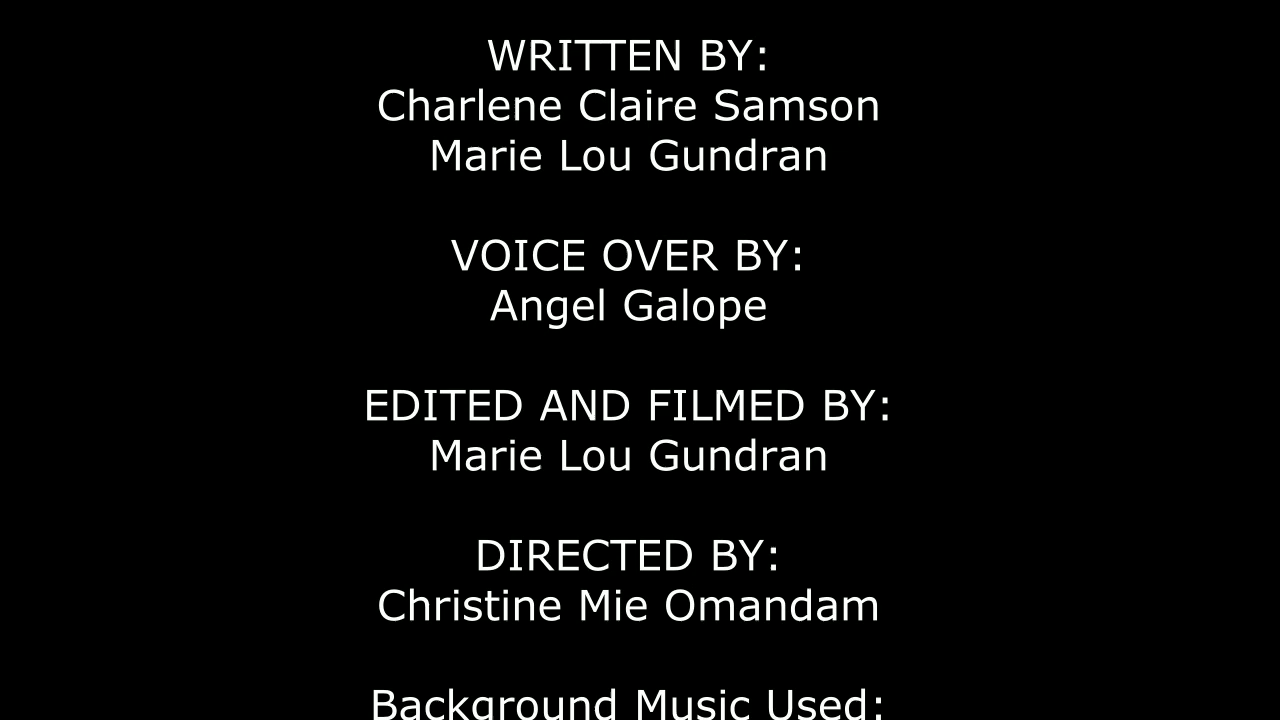 WRITTEN BY:
Charlene Claire Samson
Marie Lou Gundran
VOICE OVER BY:
Angel Galope
EDITED AND FILMED BY:
Marie Lou Gundran
DIRECTED BY:
Christine Mie Omandam
Background Music Used: